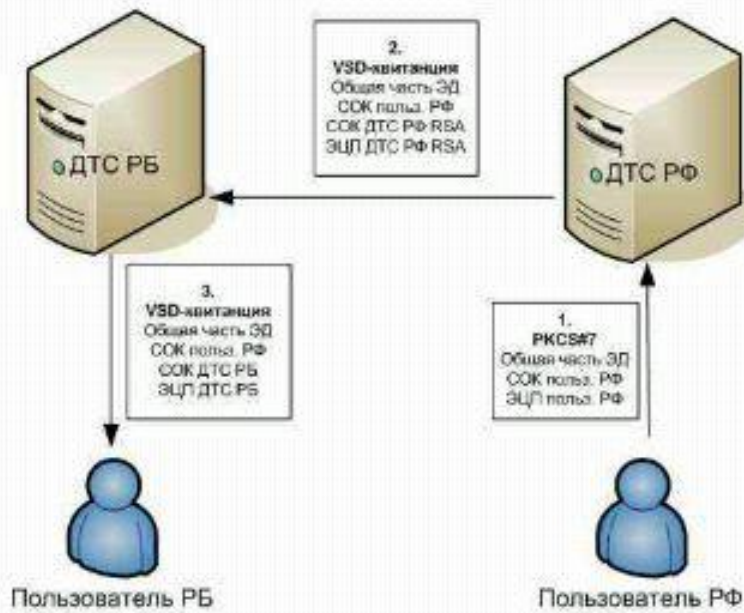 2.
VSD-квитанция
Общая часть ЭД
СОК польз. РФ
СОК ДТС РФ RSA
ЭЦП ДТС РФ RSA
ДТС РБ
ДТС РФ
3.
VSD-квитанция
Общая часть ЭД
СОК польз. РФ
СОК ДТС РБ
ЭЦП ДТС РБ
1.
PKCS#7
Общая часть ЭД
СОК польз. РФ
ЭЦП польз. РФ
Пользователь РБ
Пользователь РФ